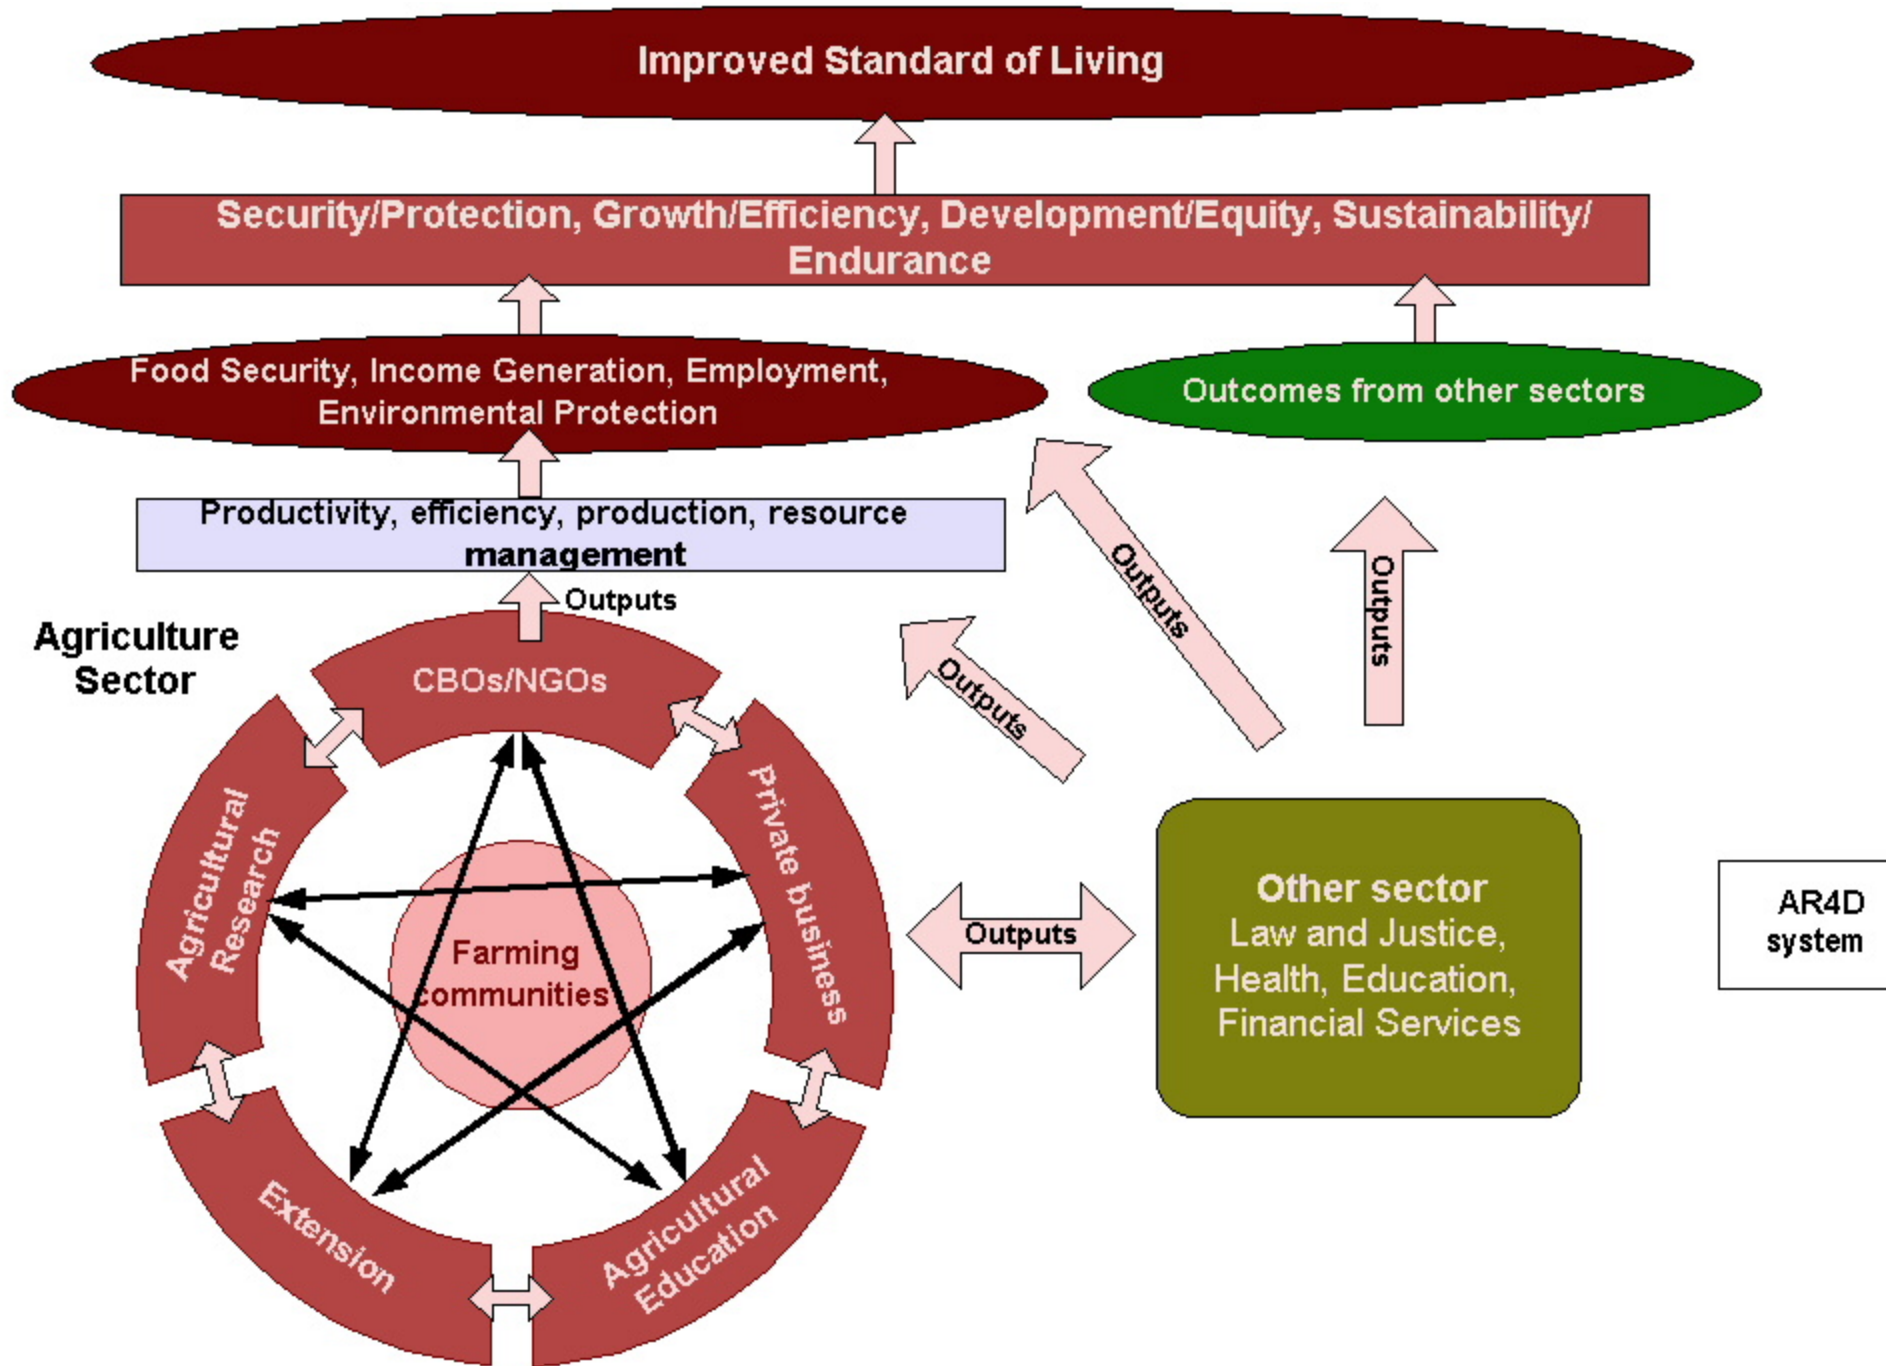 Improved Standard of Living
Security/Protection, Growth/Efficiency, Development/Equity, Sustainability/
Endurance
Food Security, Income Generation, Employment,
Environmental Protection
Outcomes from other sectors
Productivity, efficiency, production, resource
management
Outputs
Outputs
Outputs
Outputs
Agriculture
Sector
CBOs/NGOs
Private business
Agricultural
Research
Farming
communities
Outputs
Other sector
Law and Justice,
Health, Education,
Financial Services
AR4D
system
Extension
Agricultural
Education